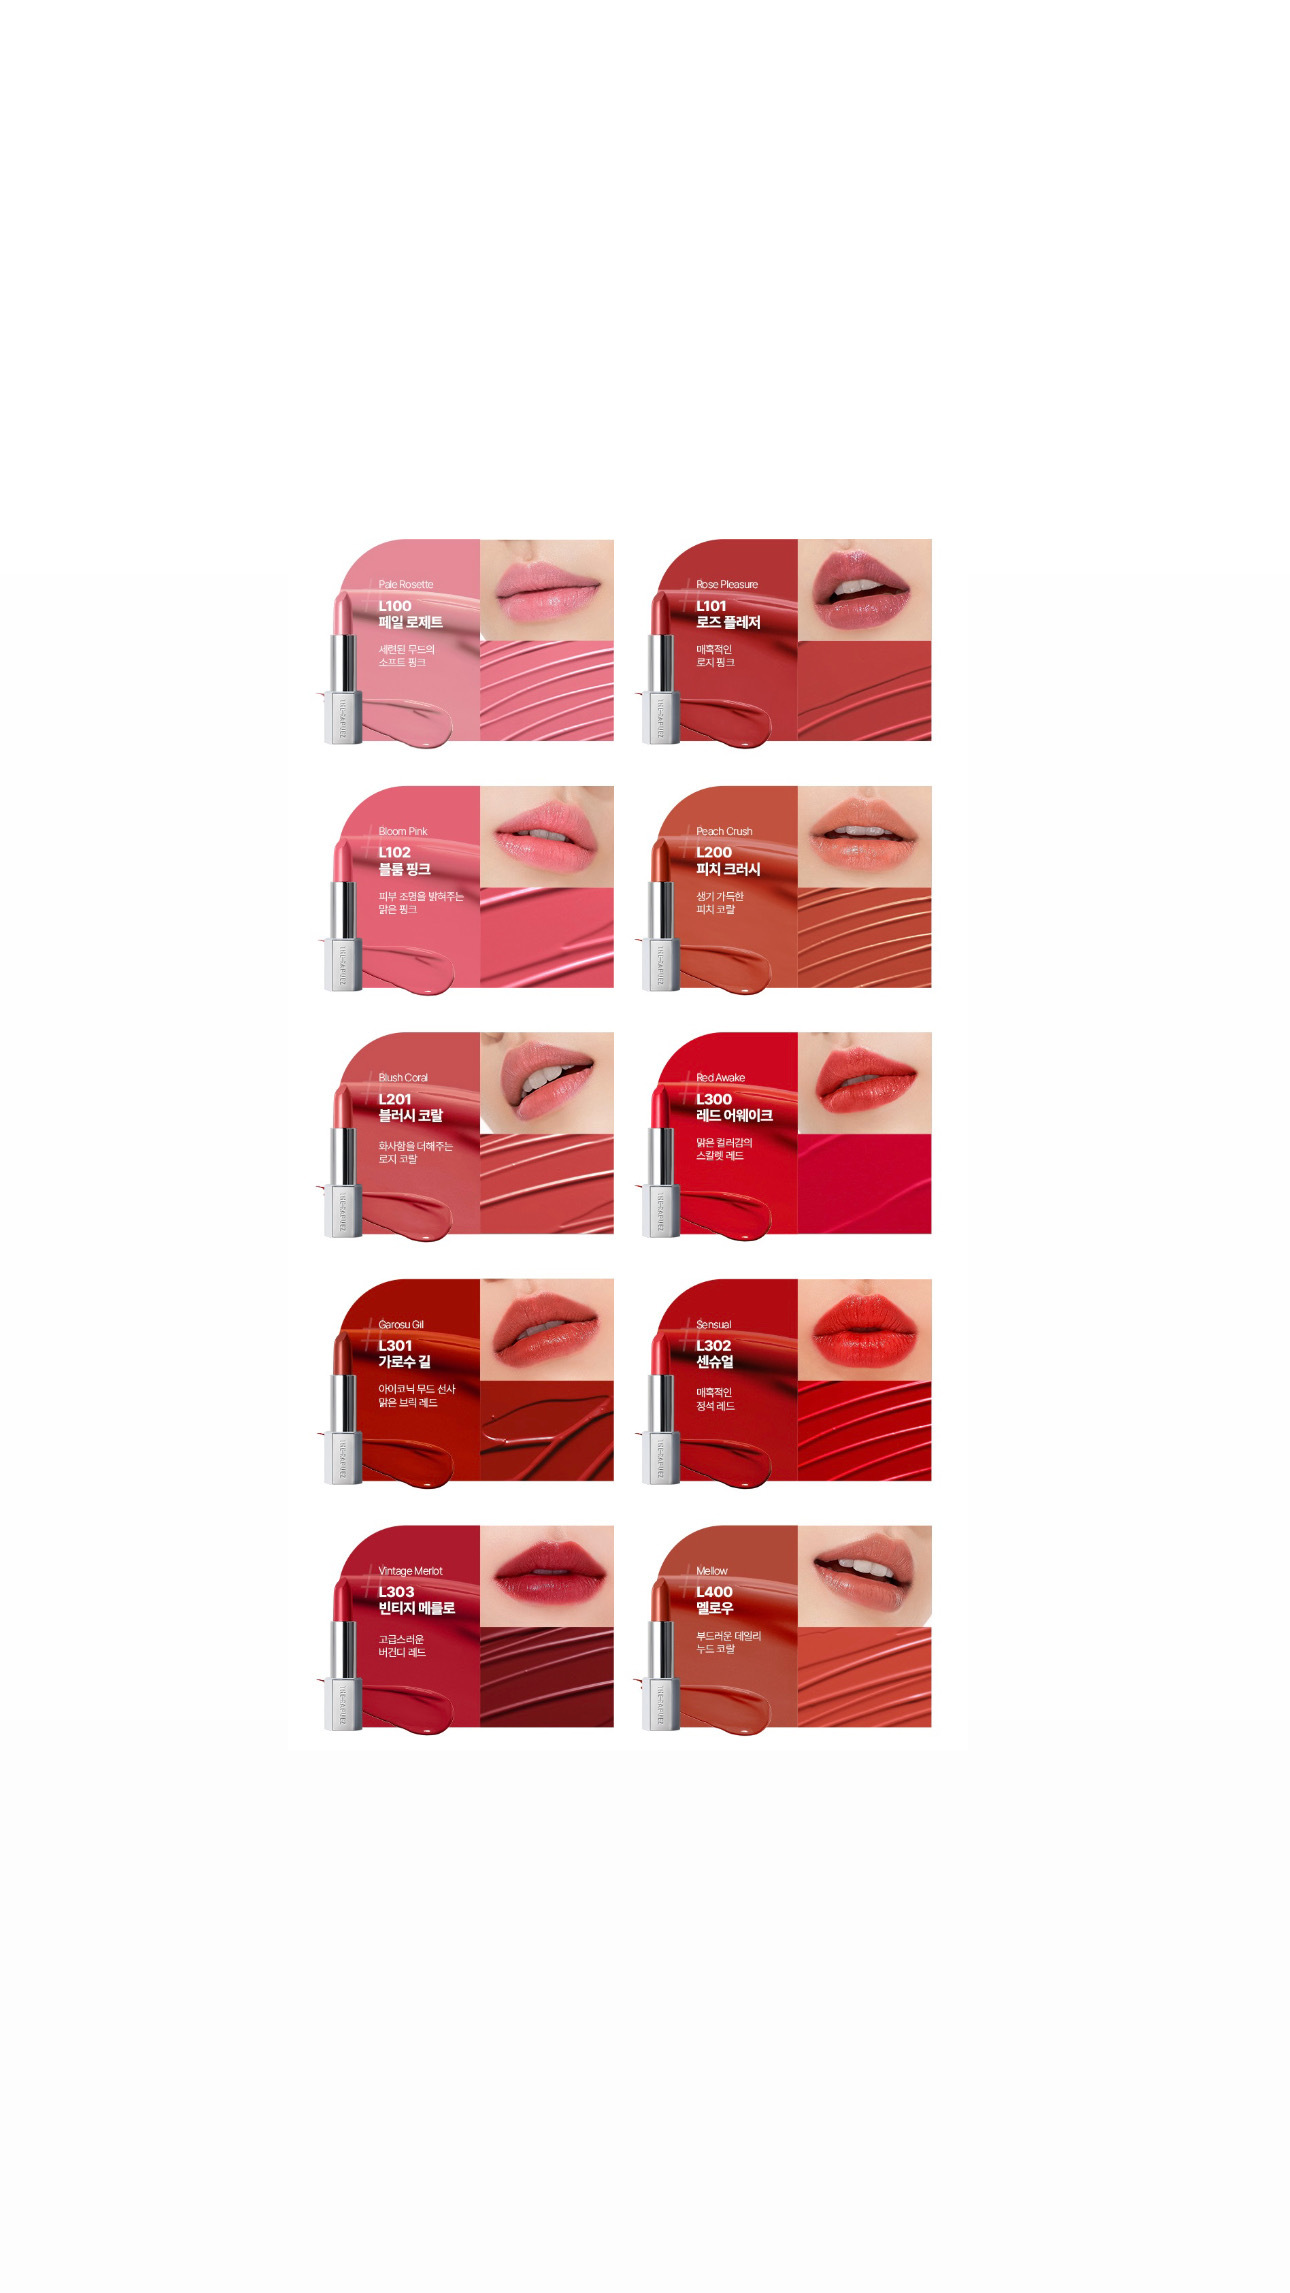 Pale Rosette
L100
페일 로제트
세련된 무드의
소프트 핑크
Rose Pleasure
L101
로즈 플레저
매혹적인
로지 핑크
Bloom Pink
L102
블룸 핑크
피부 조명을 밝혀주는
맑은 핑크
Peach Crush
L200
피치 크러시
생기 가득한
피치 코랄
Blush Coral
L201
블러시 코랄
화사함을 더해주는
로지 코랄
Red Awake
L300
레드 어웨이크
맑은 컬러감의
스칼렛 레드
Garosu Gil
L301
가로수 길
아이코닉 무드 선사
맑은 브릭 레드
Sensual
L302
센슈얼
매혹적인
정석 레드
Vintage Merlot
L303
빈티지 메를로
고급스러운
버건디 레드
Mellow
L400
멜로우
부드러운 데일리
누드 코랄